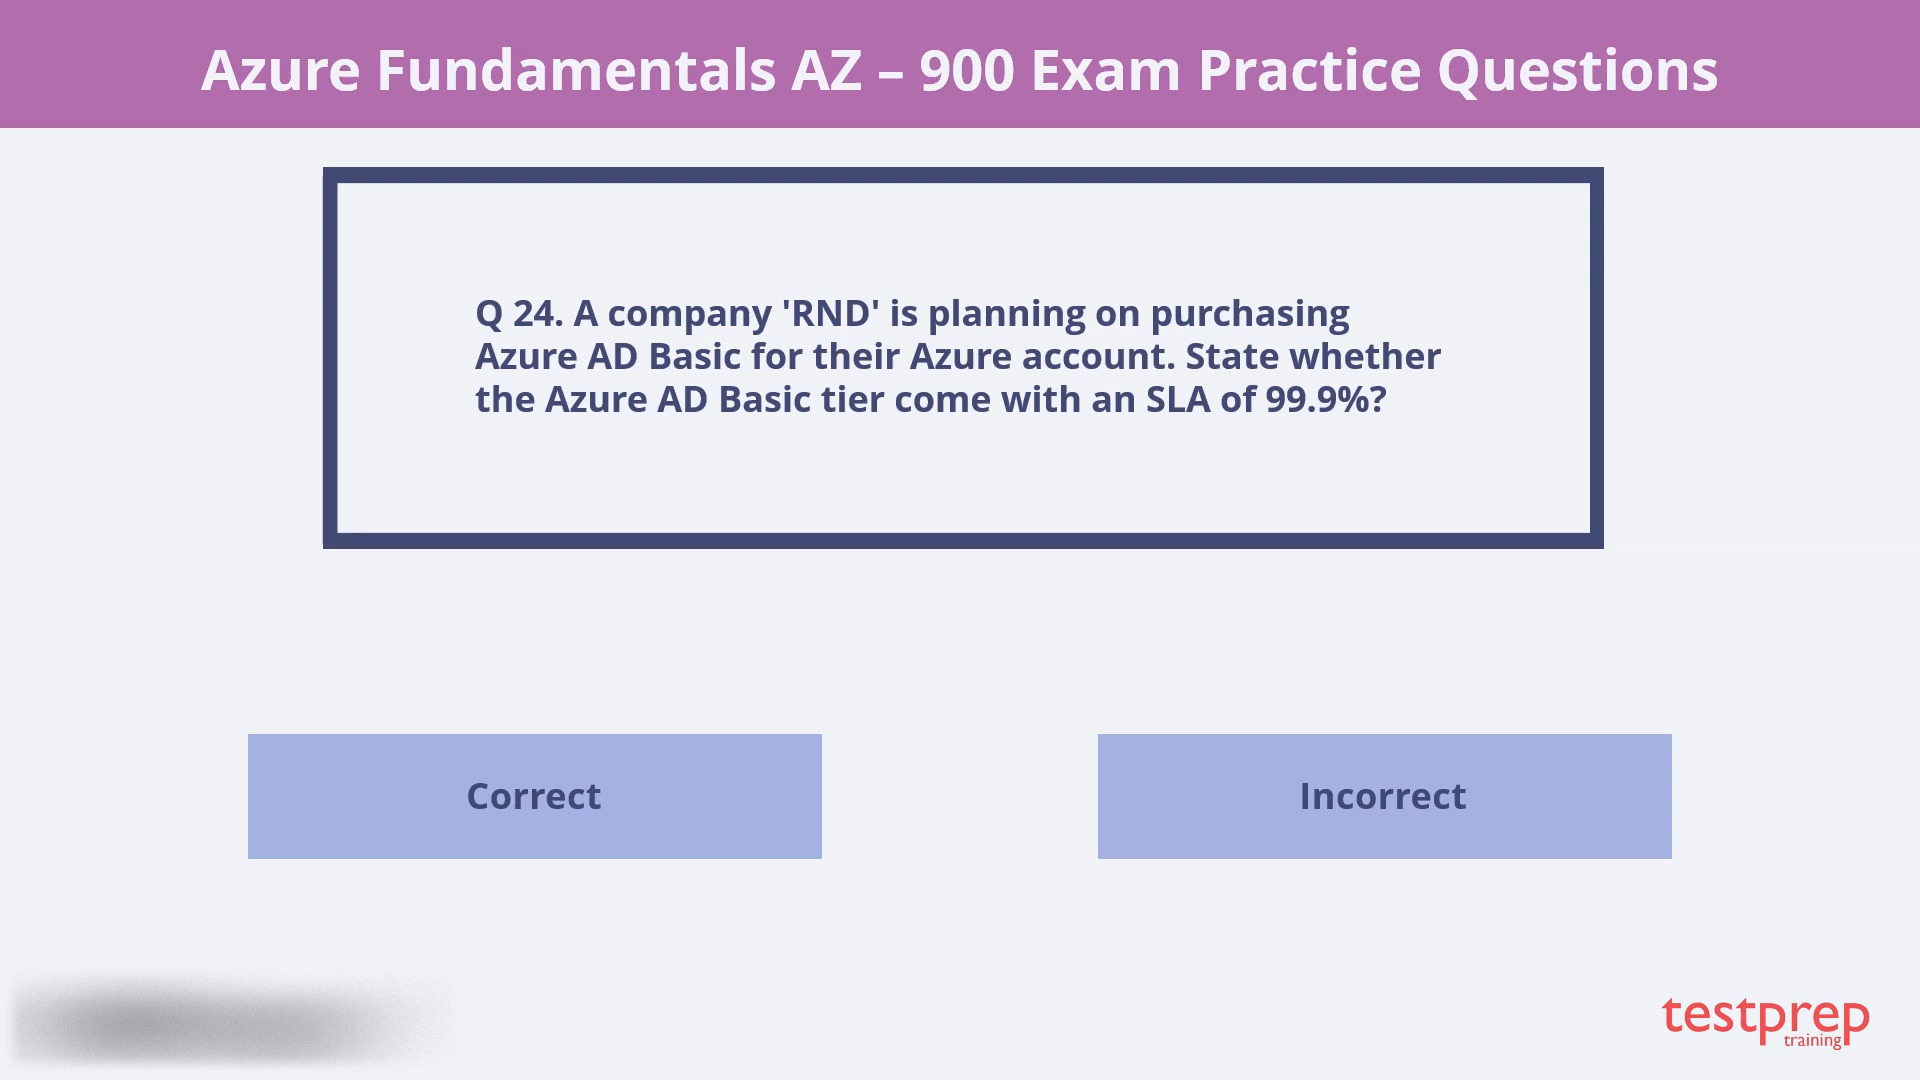 Azure Fundamentals AZ – 900 Exam Practice Questions
Q 24. A company 'RND' is planning on purchasing
Azure AD Basic for their Azure account. State whether
the Azure AD Basic tier come with an SLA of 99.9%?
Correct
Incorrect
testprep
training